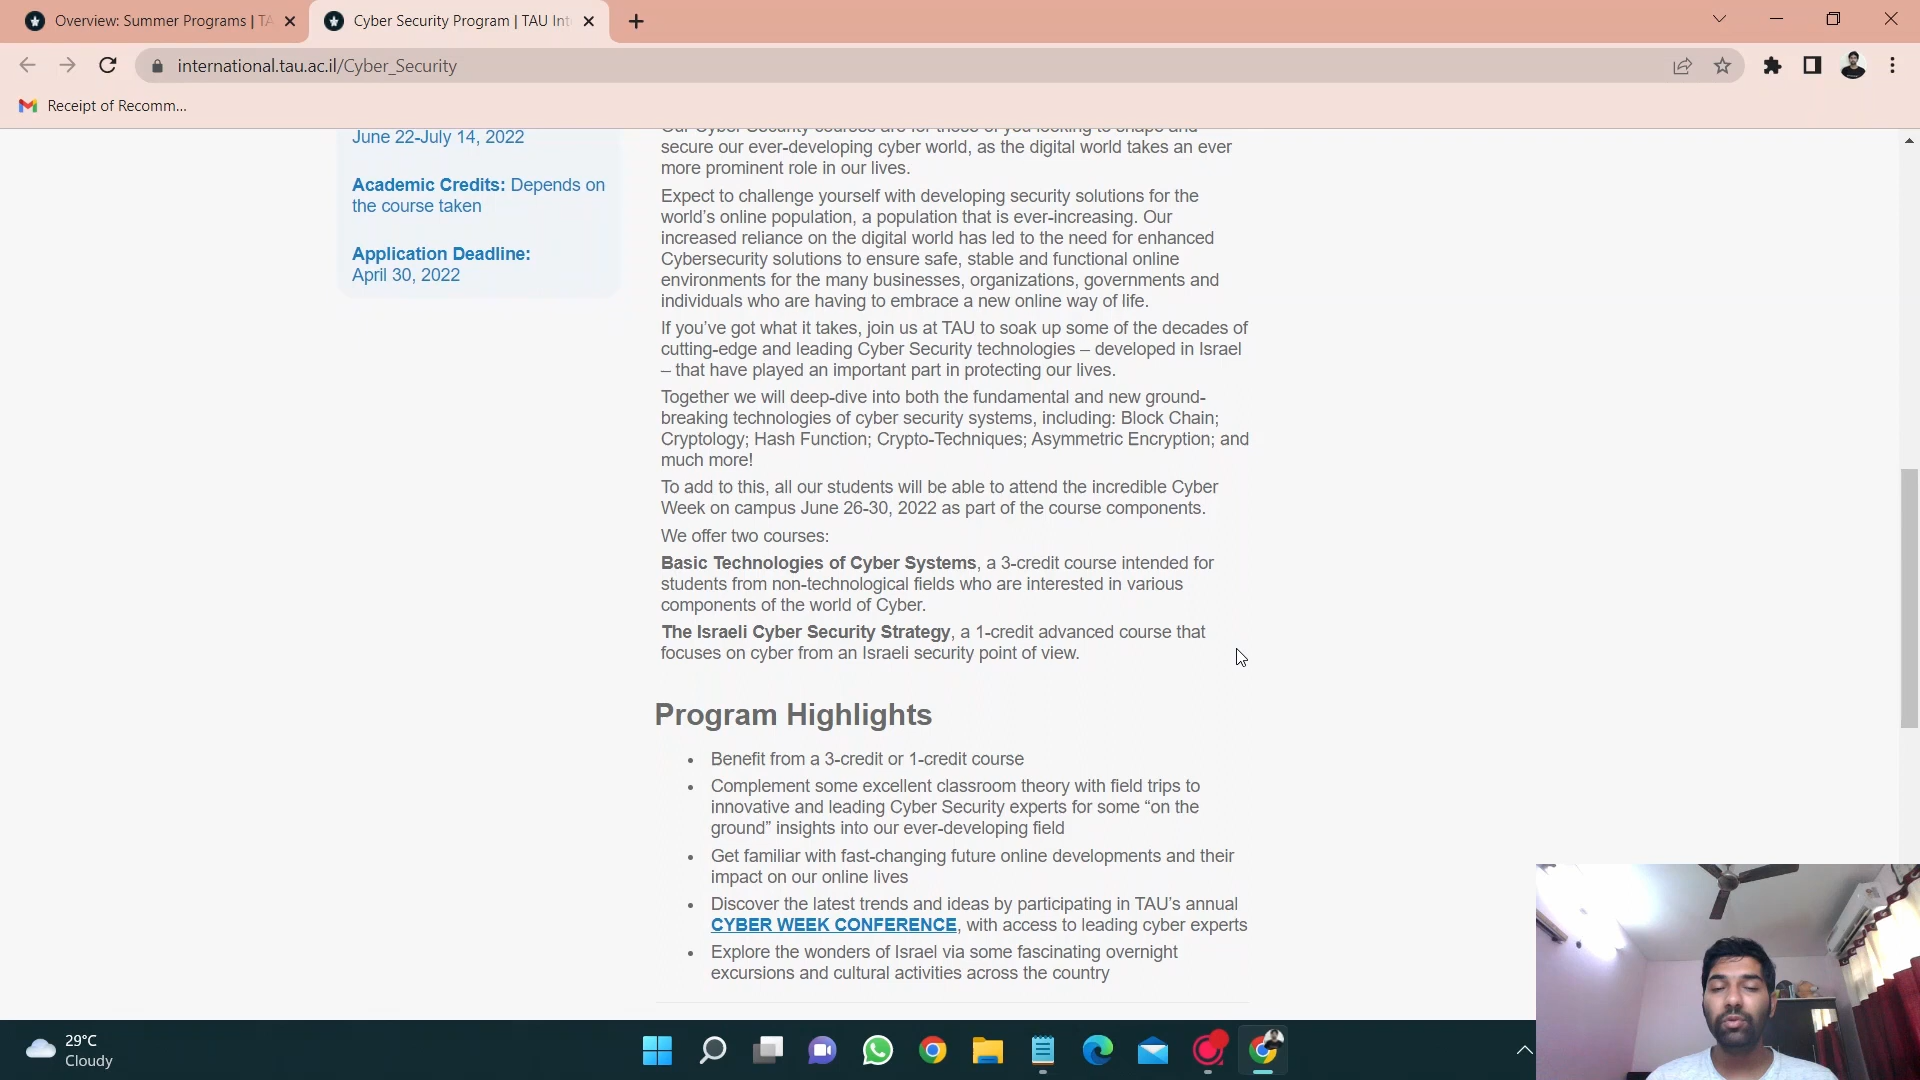 Overview: Summer Programs | TA
Cyber Security Program | TAU Int
international.tau.ac.il/Cyber_Security
Receipt of Recomm...
June 22-July 14, 2022
Academic Credits: Depends on
the course taken
Application Deadline:
April 30, 2022
Our Cyber Security courses are for those of you looking to shape and
secure our ever-developing cyber world, as the digital world takes an ever
more prominent role in our lives.
Expect to challenge yourself with developing security solutions for the
world’s online population, a population that is ever-increasing. Our
increased reliance on the digital world has led to the need for enhanced
Cybersecurity solutions to ensure safe, stable and functional online
environments for the many businesses, organizations, governments and
individuals who are having to embrace a new online way of life.
If you’ve got what it takes, join us at TAU to soak up some of the decades of
cutting-edge and leading Cyber Security technologies – developed in Israel
– that have played an important part in protecting our lives.
Together we will deep-dive into both the fundamental and new ground-
breaking technologies of cyber security systems, including: Block Chain;
Cryptology; Hash Function; Crypto-Techniques; Asymmetric Encryption; and
much more!
To add to this, all our students will be able to attend the incredible Cyber
Week on campus June 26-30, 2022 as part of the course components.
We offer two courses:
Basic Technologies of Cyber Systems, a 3-credit course intended for
students from non-technological fields who are interested in various
components of the world of Cyber.
The Israeli Cyber Security Strategy, a 1-credit advanced course that
focuses on cyber from an Israeli security point of view.
Program Highlights
• Benefit from a 3-credit or 1-credit course
• Complement some excellent classroom theory with field trips to
innovative and leading Cyber Security experts for some “on the
ground” insights into our ever-developing field
• Get familiar with fast-changing future online developments and their
impact on our online lives
• Discover the latest trends and ideas by participating in TAU’s annual
CYBER WEEK CONFERENCE, with access to leading cyber experts
• Explore the wonders of Israel via some fascinating overnight
excursions and cultural activities across the country
29°C
Cloudy